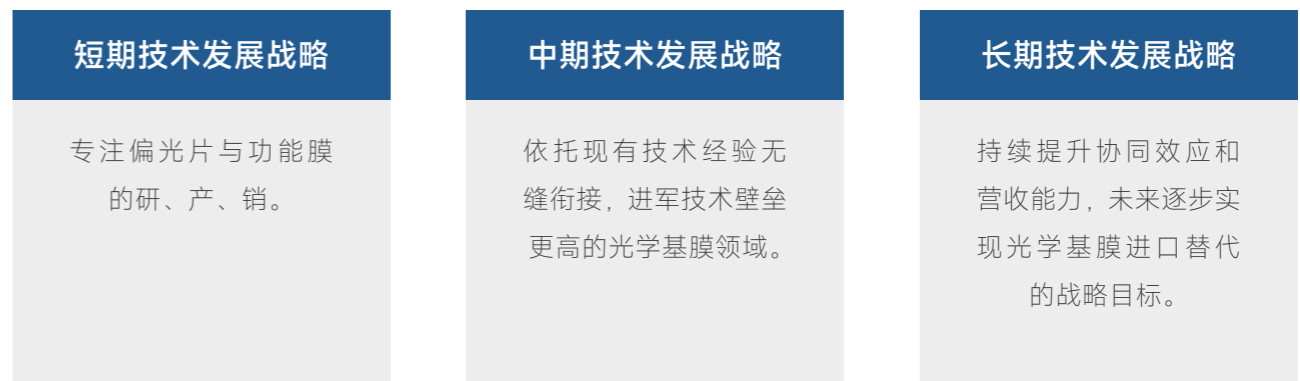 短期技术发展战略
专注偏光片与功能膜
的研、产、销。
中期技术发展战略
依托现有技术经验无
缝衔接，进军技术壁垒
更高的光学基膜领域。
长期技术发展战略
持续提升协同效应和
营收能力，未来逐步实
现光学基膜进口替代
的战略目标。